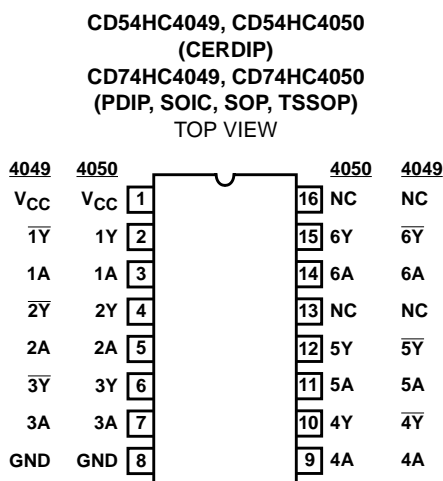 CD54HC4049, CD54HC4050
(CERDIP)
CD74HC4049, CD74HC4050
(PDIP, SOIC, SOP, TSSOP)
TOP VIEW
4049 4050 4050 4049
VCC VCC 1 16 NC NC
1Y̅ 1Y 2 15 6Y 6Y̅
1A 1A 3 14 6A 6A
2Y̅ 2Y 4 13 NC NC
2A 2A 5 12 5Y 5Y̅
3Y̅ 3Y 6 11 5A 5A
3A 3A 7 10 4Y 4Y̅
GND GND 8 9 4A 4A